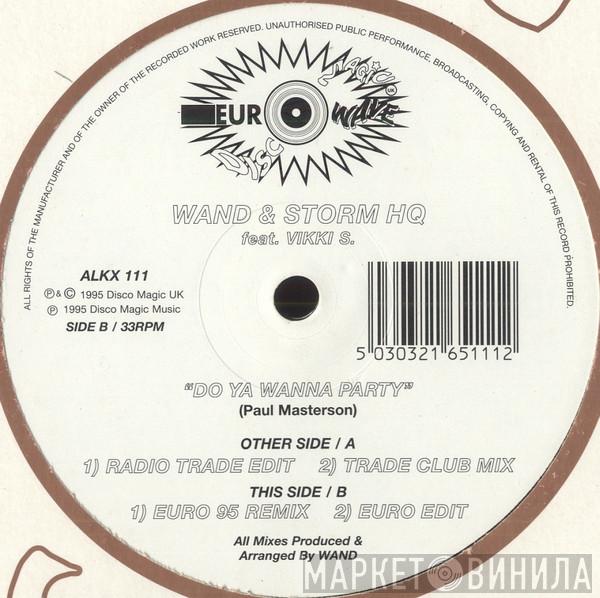 ALL RIGHTS OF THE MANUFACTURER AND OF THE OWNER OF THE RECORDED WORK RESERVED. UNAUTHORISED PUBLIC PERFORMANCE, BROADCASTING, COPYING AND RENTAL OF THIS RECORD PROHIBITED.
MAGIC
UK
EURO WAVE
DISC
WAND & STORM HQ
feat. VIKKI S.
ALKX 111
℗ & © 1995 Disco Magic UK
℗ 1995 Disco Magic Music
SIDE B / 33RPM
5 030321 651112
"DO YA WANNA PARTY"
(Paul Masterson)
OTHER SIDE / A
1) RADIO TRADE EDIT 2) TRADE CLUB MIX
THIS SIDE / B
1) EURO 95 REMIX 2) EURO EDIT
All Mixes Produced &
Arranged By WAND
МАРКЕТ ВИНИЛА